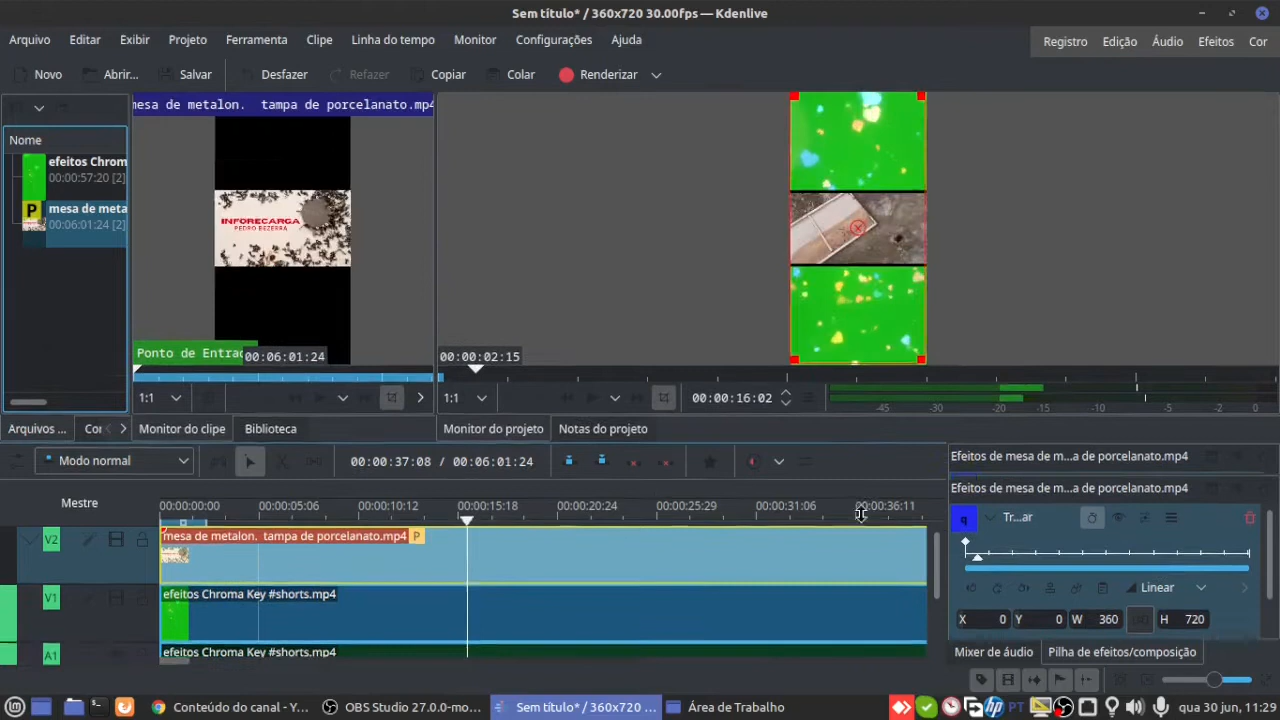 Sem título* / 360x720 30.00fps — Kdenlive
Arquivo Editar Exibir Projeto Ferramenta Clipe Linha do tempo Monitor Configurações Ajuda
Registro Edição Áudio Efeitos Cor
Novo Abrir... Salvar Desfazer Refazer Copiar Colar Renderizar
mesa de metalon. tampa de porcelanato.mp4
Nome
efeitos Chrom
00:00:57:20 [2]
P mesa de meta
00:06:01:24 [2]
INFORECARGA
PEDRO BEZERRA
Ponto de Entrad 00:06:01:24
00:00:02:15
1:1 1:1 00:00:16:02
-45 -30 -20 -15 -10 -5 -2 0
Arquivos ... Cor Monitor do clipe Biblioteca Monitor do projeto Notas do projeto
Modo normal 00:00:37:08 / 00:06:01:24
Efeitos de mesa de m...a de porcelanato.mp4
Efeitos de mesa de m...a de porcelanato.mp4
Mestre
00:00:00:00 00:00:05:06 00:00:10:12 00:00:15:18 00:00:20:24 00:00:25:29 00:00:31:06 00:00:36:11
q Tr...ar
V2 mesa de metalon. tampa de porcelanato.mp4 P
Linear
V1 efeitos Chroma Key #shorts.mp4
X 0 Y 0 W 360 H 720
A1 efeitos Chroma Key #shorts.mp4
Mixer de áudio Pilha de efeitos/composição
Conteúdo do canal - Y... OBS Studio 27.0.0-mo... Sem título* / 360x720 ... Área de Trabalho PT qua 30 jun, 11:29